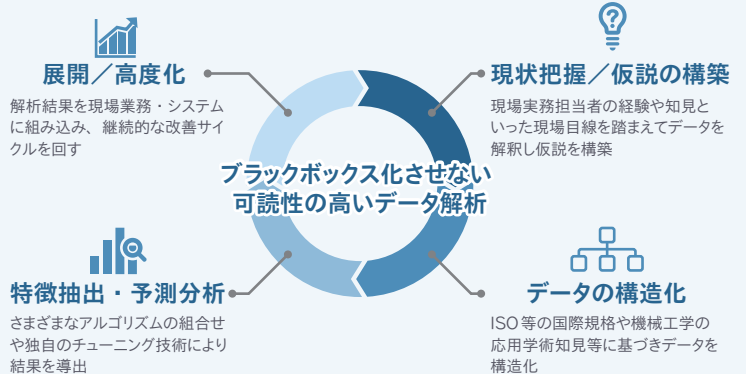 展開／高度化
解析結果を現場業務・システム
に組み込み、継続的な改善サイ
クルを回す
現状把握／仮説の構築
現場実務担当者の経験や知見と
いった現場目線を踏まえてデータを
解釈し仮説を構築
ブラックボックス化させない
可読性の高いデータ解析
特徴抽出・予測分析
さまざまなアルゴリズムの組合せ
や独自のチューニング技術により
結果を導出
データの構造化
ISO等の国際規格や機械工学の
応用学術知見等に基づきデータを
構造化